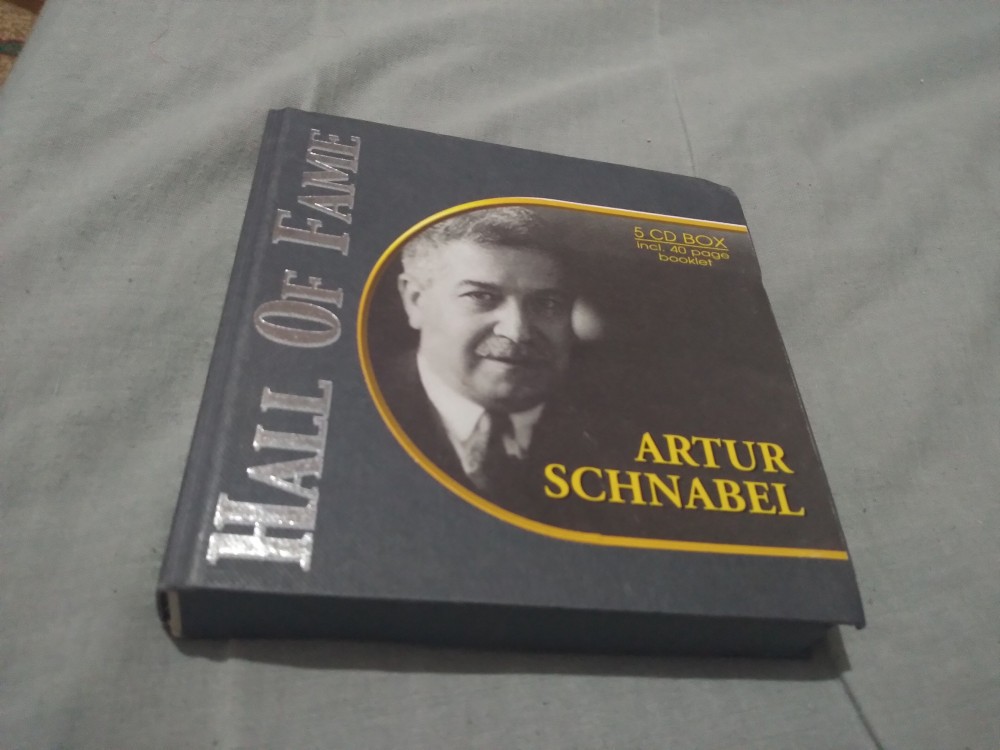 HALL OF FAME
5 CD BOX
incl. 40 page
booklet
ARTUR
SCHNABEL